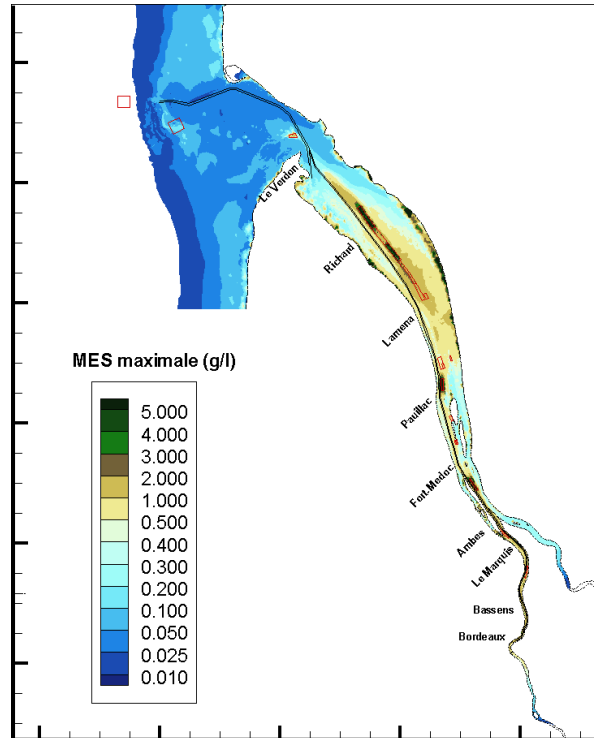 Le Verdon
Richard
Lamena
MES maximale (g/l)
5.000
4.000
3.000
2.000
1.000
0.500
0.400
0.300
0.200
0.100
0.050
0.025
0.010
Pauillac
Fort-Medoc
Ambes
Le Marquis
Bassens
Bordeaux